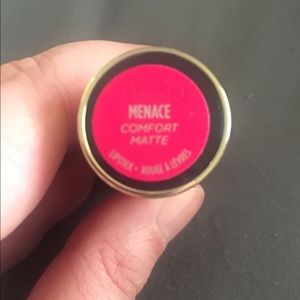 MENACE
COMFORT
MATTE
LIPSTICK • ROUGE À LÈVRES